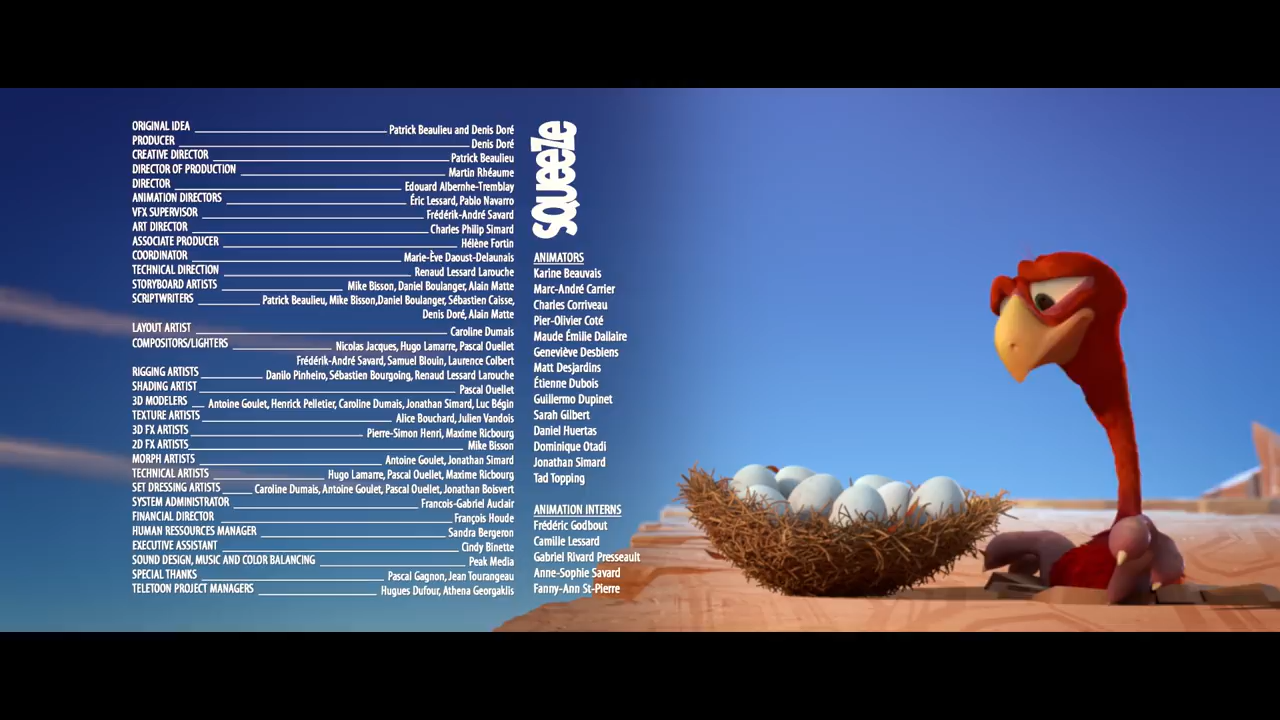 ORIGINAL IDEA Patrick Beaulieu and Denis Doré
PRODUCER Denis Doré
CREATIVE DIRECTOR Patrick Beaulieu
DIRECTOR OF PRODUCTION Martin Rhéaume
DIRECTOR Edouard Albernhe-Tremblay
ANIMATION DIRECTORS Éric Lessard, Pablo Navarro
VFX SUPERVISOR Frédérik-André Savard
ART DIRECTOR Charles Philip Simard
ASSOCIATE PRODUCER Hélène Fortin
COORDINATOR Marie-Ève Daoust-Delaunais
TECHNICAL DIRECTION Renaud Lessard Larouche
STORYBOARD ARTISTS Mike Bisson, Daniel Boulanger, Alain Matte
SCRIPTWRITERS Patrick Beaulieu, Mike Bisson,Daniel Boulanger, Sébastien Caisse,
Denis Doré, Alain Matte
LAYOUT ARTIST Caroline Dumais
COMPOSITORS/LIGHTERS Nicolas Jacques, Hugo Lamarre, Pascal Ouellet
Frédérik-André Savard, Samuel Blouin, Laurence Colbert
RIGGING ARTISTS Danilo Pinheiro, Sébastien Bourgoing, Renaud Lessard Larouche
SHADING ARTIST Pascal Ouellet
3D MODELERS Antoine Goulet, Henrick Pelletier, Caroline Dumais, Jonathan Simard, Luc Bégin
TEXTURE ARTISTS Alice Bouchard, Julien Vandois
3D FX ARTISTS Pierre-Simon Henri, Maxime Ricbourg
2D FX ARTISTS Mike Bisson
MORPH ARTISTS Antoine Goulet, Jonathan Simard
TECHNICAL ARTISTS Hugo Lamarre, Pascal Ouellet, Maxime Ricbourg
SET DRESSING ARTISTS Caroline Dumais, Antoine Goulet, Pascal Ouellet, Jonathan Boisvert
SYSTEM ADMINISTRATOR Francois-Gabriel Auclair
FINANCIAL DIRECTOR François Houde
HUMAN RESSOURCES MANAGER Sandra Bergeron
EXECUTIVE ASSISTANT Cindy Binette
SOUND DESIGN, MUSIC AND COLOR BALANCING Peak Media
SPECIAL THANKS Pascal Gagnon, Jean Tourangeau
TELETOON PROJECT MANAGERS Hugues Dufour, Athena Georgaklis
squeeze
ANIMATORS
Karine Beauvais
Marc-André Carrier
Charles Corriveau
Pier-Olivier Coté
Maude Émilie Dallaire
Geneviève Desbiens
Matt Desjardins
Étienne Dubois
Guillermo Dupinet
Sarah Gilbert
Daniel Huertas
Dominique Otadi
Jonathan Simard
Tad Topping
ANIMATION INTERNS
Frédéric Godbout
Camille Lessard
Gabriel Rivard Presseault
Anne-Sophie Savard
Fanny-Ann St-Pierre